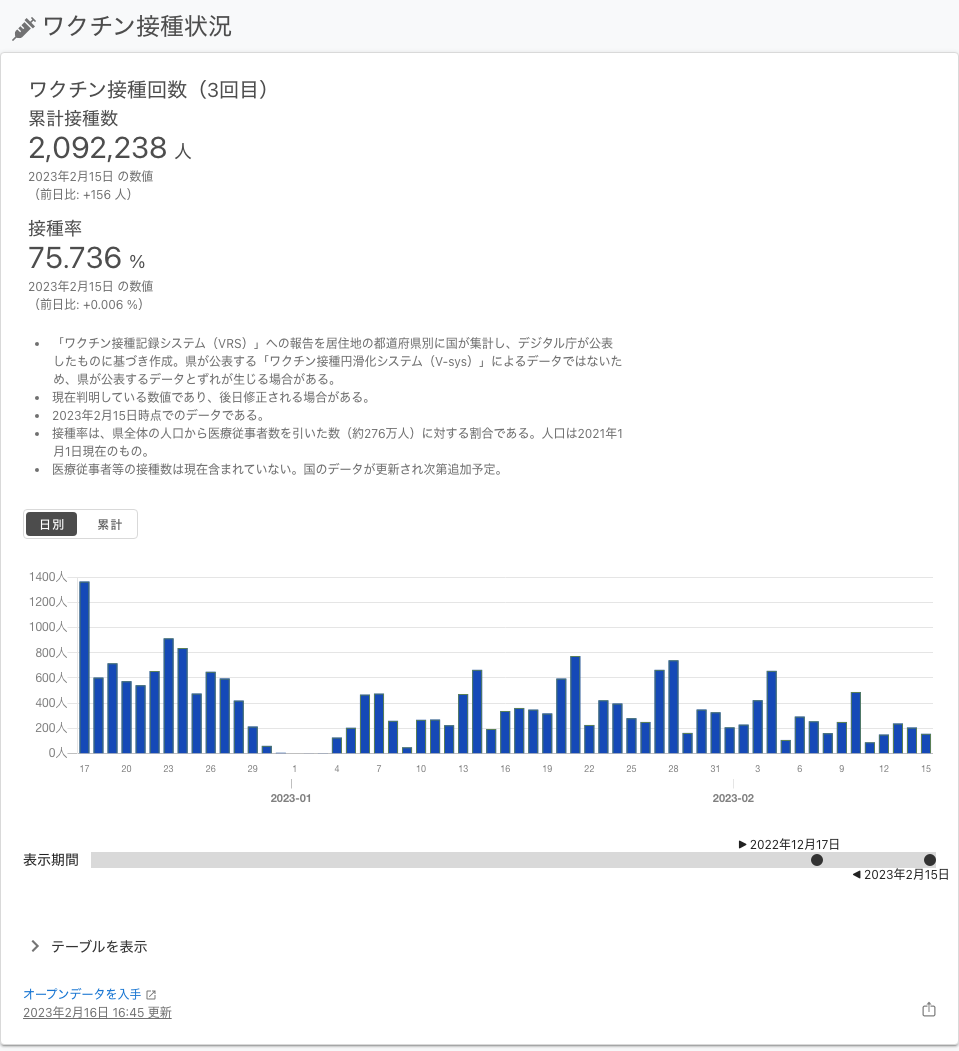 ワクチン接種状況
ワクチン接種回数（3回目）
累計接種数
2,092,238 人
2023年2月15日 の数値
（前日比: +156 人）
接種率
75.736 %
2023年2月15日 の数値
（前日比: +0.006 %）
• 「ワクチン接種記録システム（VRS）」への報告を居住地の都道府県別に国が集計し、デジタル庁が公表
したものに基づき作成。県が公表する「ワクチン接種円滑化システム（V-sys）」によるデータではないた
め、県が公表するデータとずれが生じる場合がある。
• 現在判明している数値であり、後日修正される場合がある。
• 2023年2月15日時点でのデータである。
• 接種率は、県全体の人口から医療従事者数を引いた数（約276万人）に対する割合である。人口は2021年1
月1日現在のもの。
• 医療従事者等の接種数は現在含まれていない。国のデータが更新され次第追加予定。
日別 累計
1400人
1200人
1000人
800人
600人
400人
200人
0人
17 20 23 26 29 1 4 7 10 13 16 19 22 25 28 31 3 6 9 12 15
2023-01 2023-02
2022年12月17日
表示期間
2023年2月15日
テーブルを表示
オープンデータを入手
2023年2月16日 16:45 更新